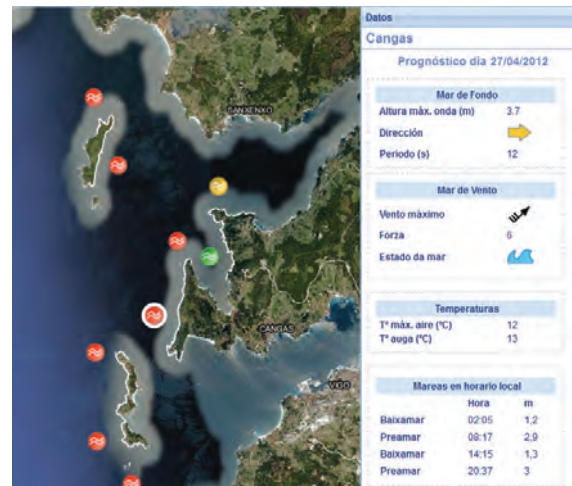 SANXENXO
CANGAS
VIGO
Datos
Cangas
Prognóstico día 27/04/2012
Mar de Fondo
Altura máx. onda (m) 3.7
Dirección
Periodo (s) 12
Mar de Vento
Vento máximo
Forza 6
Estado da mar
Temperaturas
Tª máx. aire (ºC) 12
Tª auga (ºC) 13
Mareas en horario local
Hora m
Baixamar 02:05 1,2
Preamar 08:17 2,9
Baixamar 14:15 1,3
Preamar 20:37 3